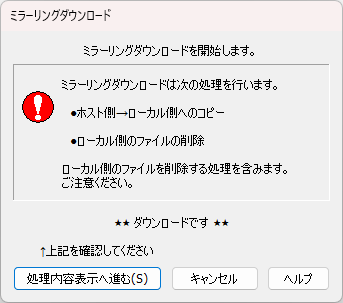 ミラーリングダウンロード
ミラーリングダウンロードを開始します。
ミラーリングダウンロードは次の処理を行います。
●ホスト側→ローカル側へのコピー
●ローカル側のファイルの削除
ローカル側のファイルを削除する処理を含みます。
ご注意ください。
★★ ダウンロードです ★★
↑上記を確認してください
処理内容表示へ進む(S)
キャンセル
ヘルプ